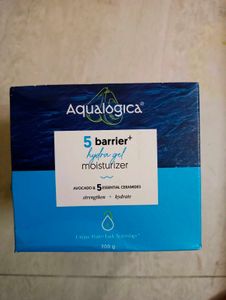 Aqualogica®
5 barrier+
hydra gel
moisturizer
AVOCADO & 5 ESSENTIAL CERAMIDES
strengthen + hydrate
100 g